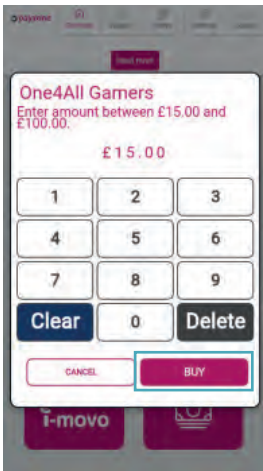 payzone
One4All Gamers
Enter amount between £15.00 and
£100.00.
£15.00
1 2 3
4 5 6
7 8 9
Clear 0 Delete
CANCEL BUY
i-movo